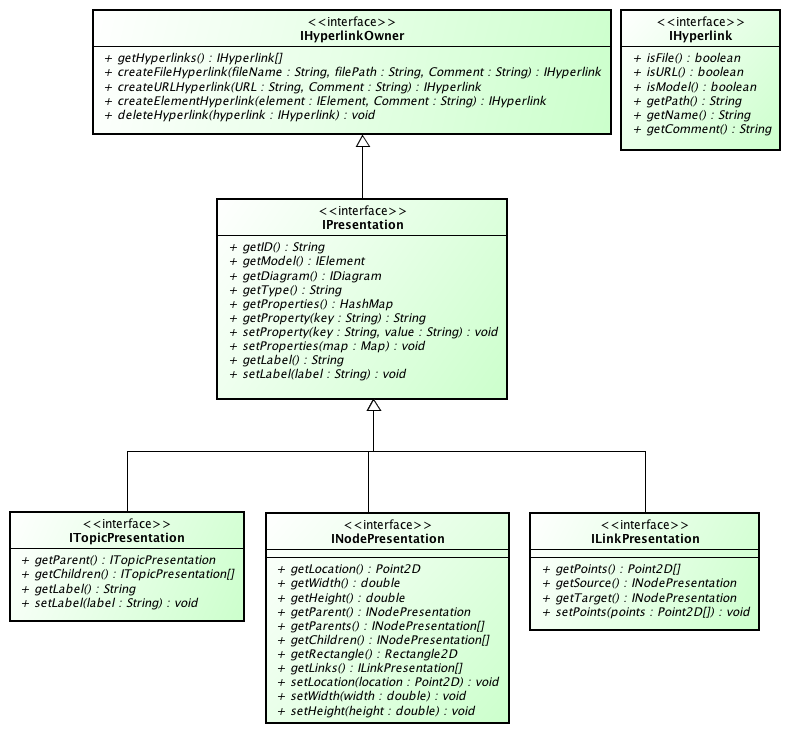 <<interface>>
IHyperlinkOwner
+ getHyperlinks() : IHyperlink[]
+ createFileHyperlink(fileName : String, filePath : String, Comment : String) : IHyperlink
+ createURLHyperlink(URL : String, Comment : String) : IHyperlink
+ createElementHyperlink(element : IElement, Comment : String) : IHyperlink
+ deleteHyperlink(hyperlink : IHyperlink) : void
<<interface>>
IHyperlink
+ isFile() : boolean
+ isURL() : boolean
+ isModel() : boolean
+ getPath() : String
+ getName() : String
+ getComment() : String
<<interface>>
IPresentation
+ getID() : String
+ getModel() : IElement
+ getDiagram() : IDiagram
+ getType() : String
+ getProperties() : HashMap
+ getProperty(key : String) : String
+ setProperty(key : String, value : String) : void
+ setProperties(map : Map) : void
+ getLabel() : String
+ setLabel(label : String) : void
<<interface>>
ITopicPresentation
+ getParent() : ITopicPresentation
+ getChildren() : ITopicPresentation[]
+ getLabel() : String
+ setLabel(label : String) : void
<<interface>>
INodePresentation
+ getLocation() : Point2D
+ getWidth() : double
+ getHeight() : double
+ getParent() : INodePresentation
+ getParents() : INodePresentation[]
+ getChildren() : INodePresentation[]
+ getRectangle() : Rectangle2D
+ getLinks() : ILinkPresentation[]
+ setLocation(location : Point2D) : void
+ setWidth(width : double) : void
+ setHeight(height : double) : void
<<interface>>
ILinkPresentation
+ getPoints() : Point2D[]
+ getSource() : INodePresentation
+ getTarget() : INodePresentation
+ setPoints(points : Point2D[]) : void